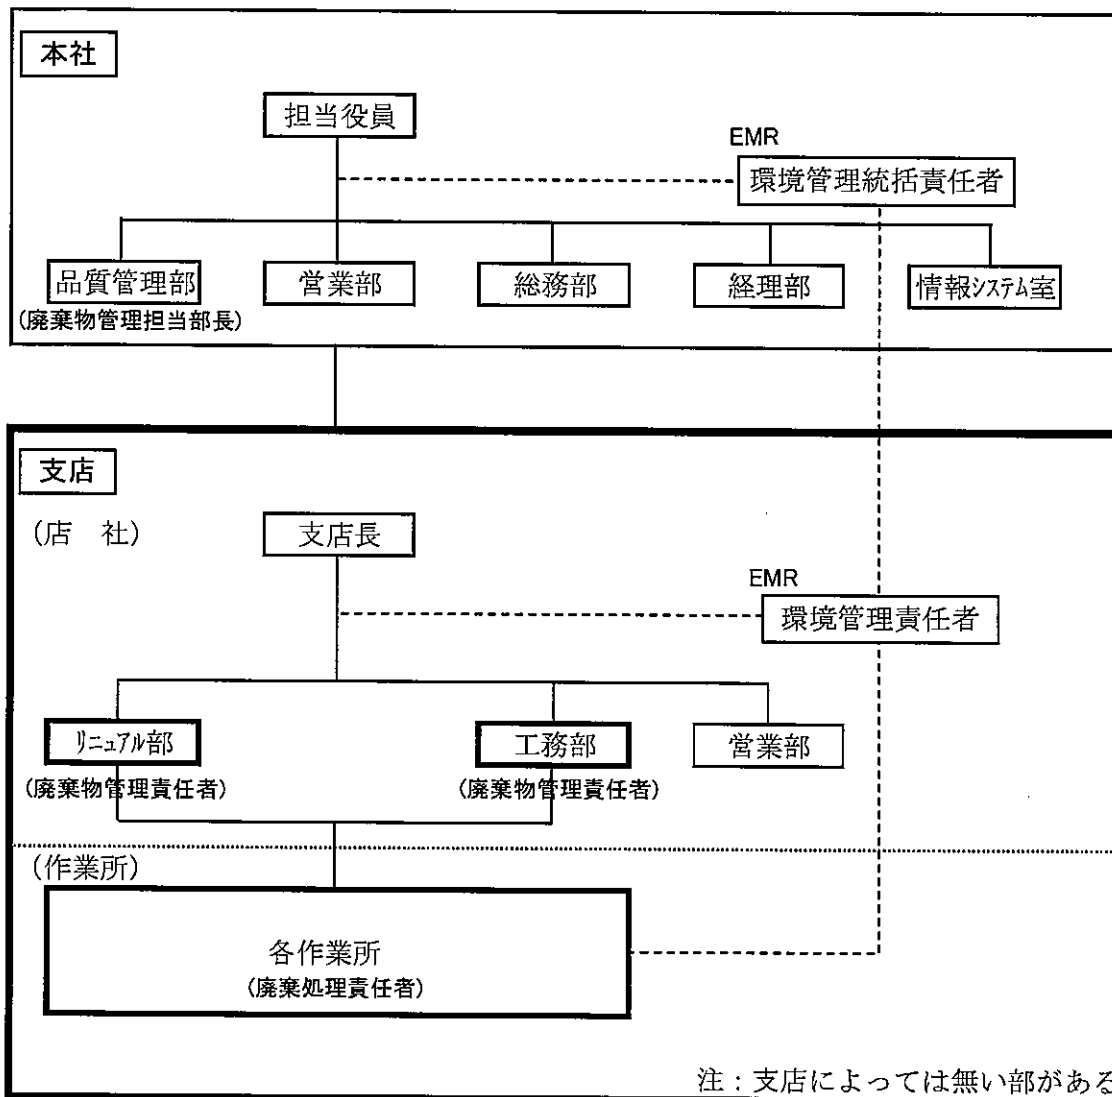 本社
担当役員
EMR
環境管理統括責任者
品質管理部
営業部
総務部
経理部
情報システム室
(廃棄物管理担当部長)
支店
(店 社)
支店長
EMR
環境管理責任者
リニュアル部
工務部
営業部
(廃棄物管理責任者)
(廃棄物管理責任者)
(作業所)
各作業所
(廃棄処理責任者)
注：支店によっては無い部がある